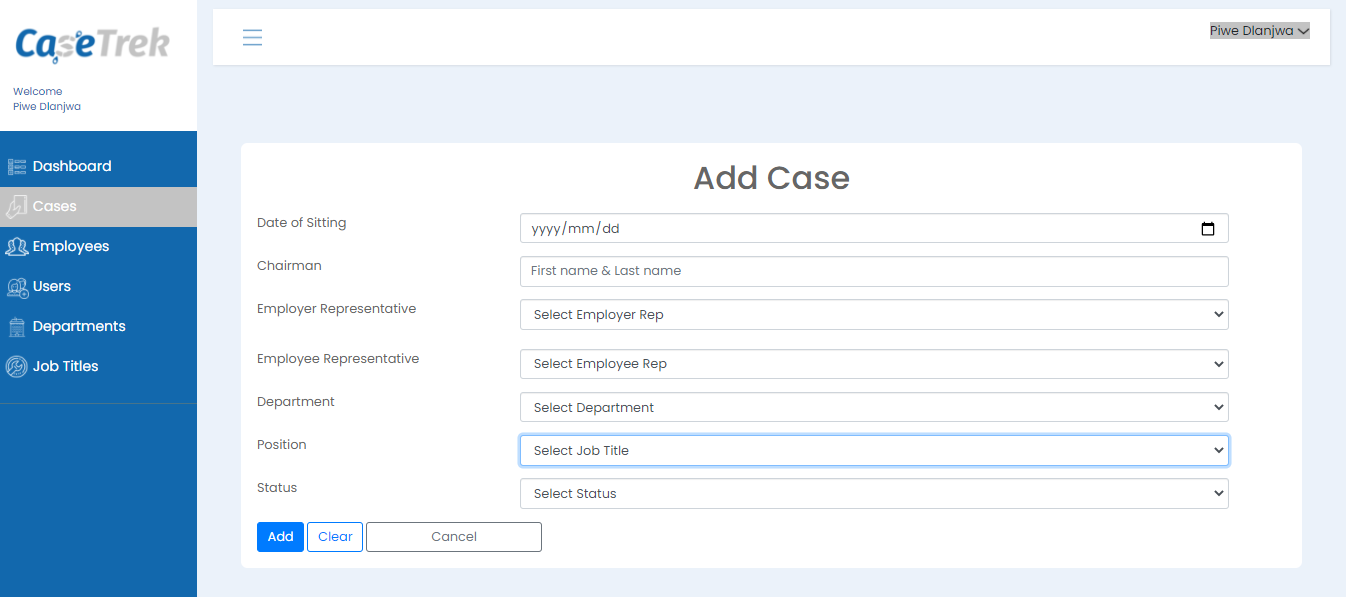 CaseTrek
Welcome
Piwe Dlanjwa
Piwe Dlanjwa
Dashboard
Cases
Employees
Users
Departments
Job Titles
Add Case
Date of Sitting
yyyy/mm/dd
Chairman
First name & Last name
Employer Representative
Select Employer Rep
Employee Representative
Select Employee Rep
Department
Select Department
Position
Select Job Title
Status
Select Status
Add Clear Cancel